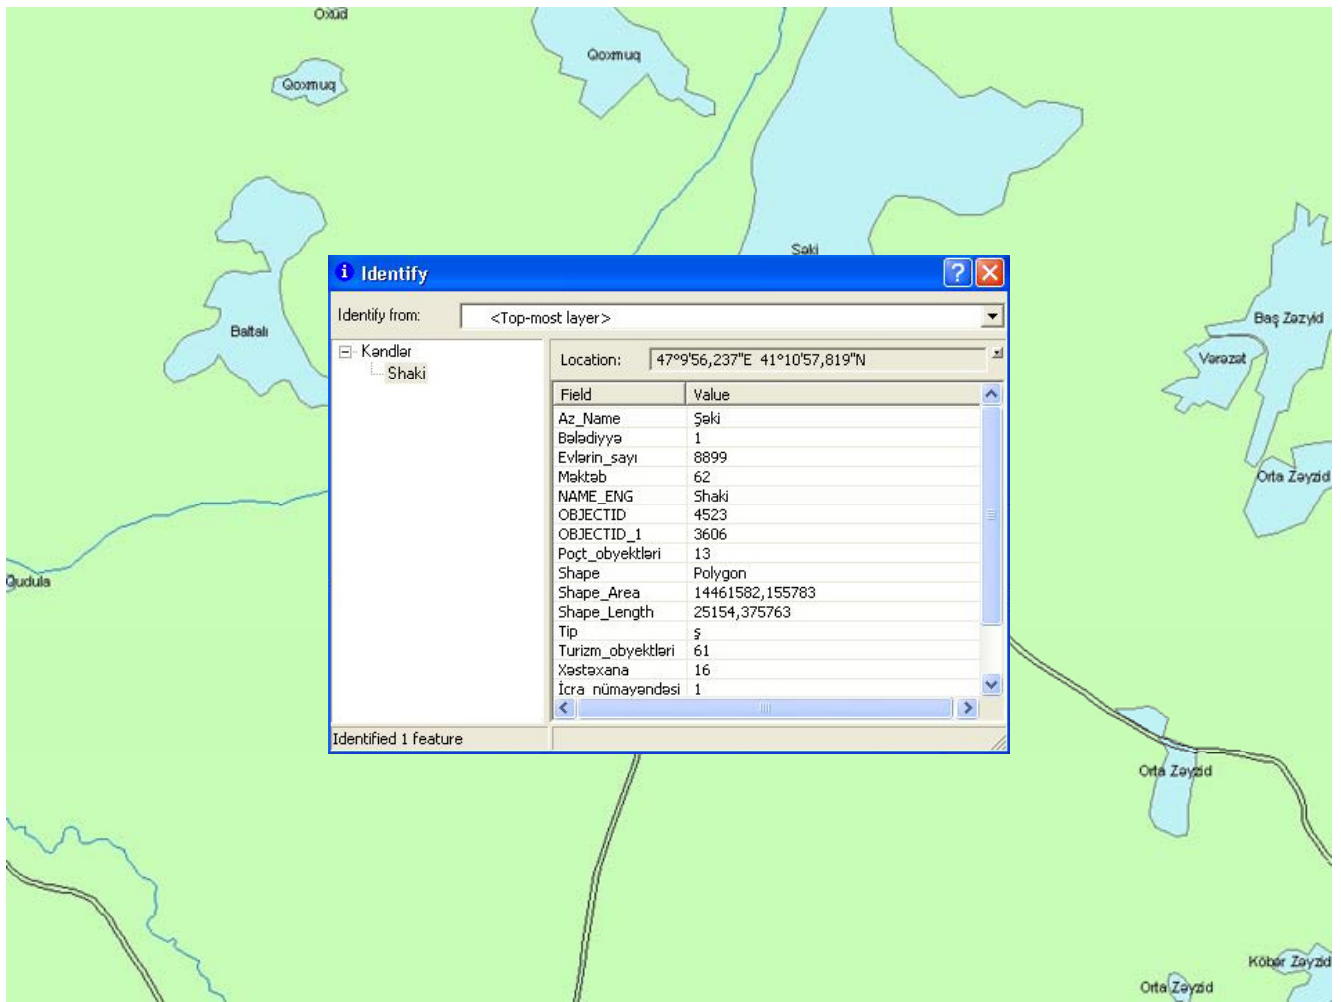 Oxud
Qoxmuq
Qoxmuq
Şəki
Baltalı
Baş Zəzyid
Vərəzət
Orta Zəyzid
Qudula
Orta Zəyzid
Köbər Zəyzid
Orta Zəyzid
Identify
Identify from: <Top-most layer>
Kəndlər
Shaki
Location: 47°9'56,237"E 41°10'57,819"N
Field Value
Az_Name Şəki
Bələdiyyə 1
Evlərin_sayı 8899
Məktəb 62
NAME_ENG Shaki
OBJECTID 4523
OBJECTID_1 3606
Poçt_obyektləri 13
Shape Polygon
Shape_Area 14461582,155783
Shape_Length 25154,375763
Tip ş
Turizm_obyektləri 61
Xəstəxana 16
İcra_nümayəndəsi 1
Identified 1 feature